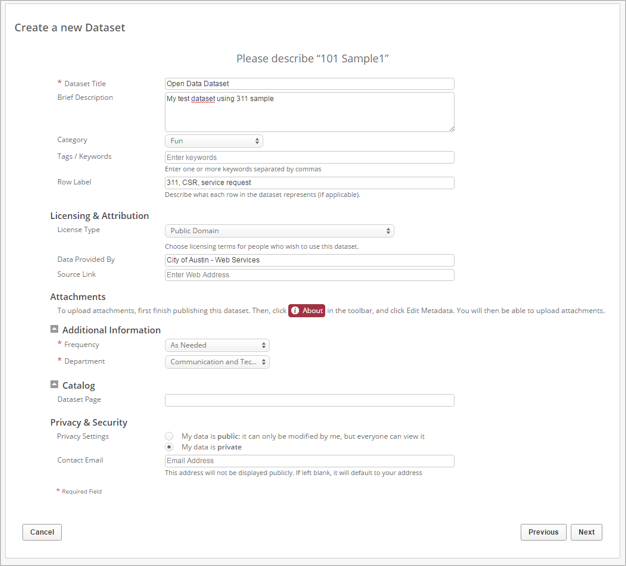 Create a new Dataset
Please describe “101 Sample1”
* Dataset Title
Open Data Dataset
Brief Description
My test dataset using 311 sample
Category
Fun
Tags / Keywords
Enter keywords
Enter one or more keywords separated by commas
Row Label
311, CSR, service request
Describe what each row in the dataset represents (if applicable).
Licensing & Attribution
License Type
Public Domain
Choose licensing terms for people who wish to use this dataset.
Data Provided By
City of Austin - Web Services
Source Link
Enter Web Address
Attachments
To upload attachments, first finish publishing this dataset. Then, click About in the toolbar, and click Edit Metadata. You will then be able to upload attachments.
Additional Information
* Frequency
As Needed
* Department
Communication and Tec...
Catalog
Dataset Page
Privacy & Security
Privacy Settings
My data is public: it can only be modified by me, but everyone can view it
My data is private
Contact Email
Email Address
This address will not be displayed publicly. If left blank, it will default to your address
* Required Field
Cancel
Previous
Next